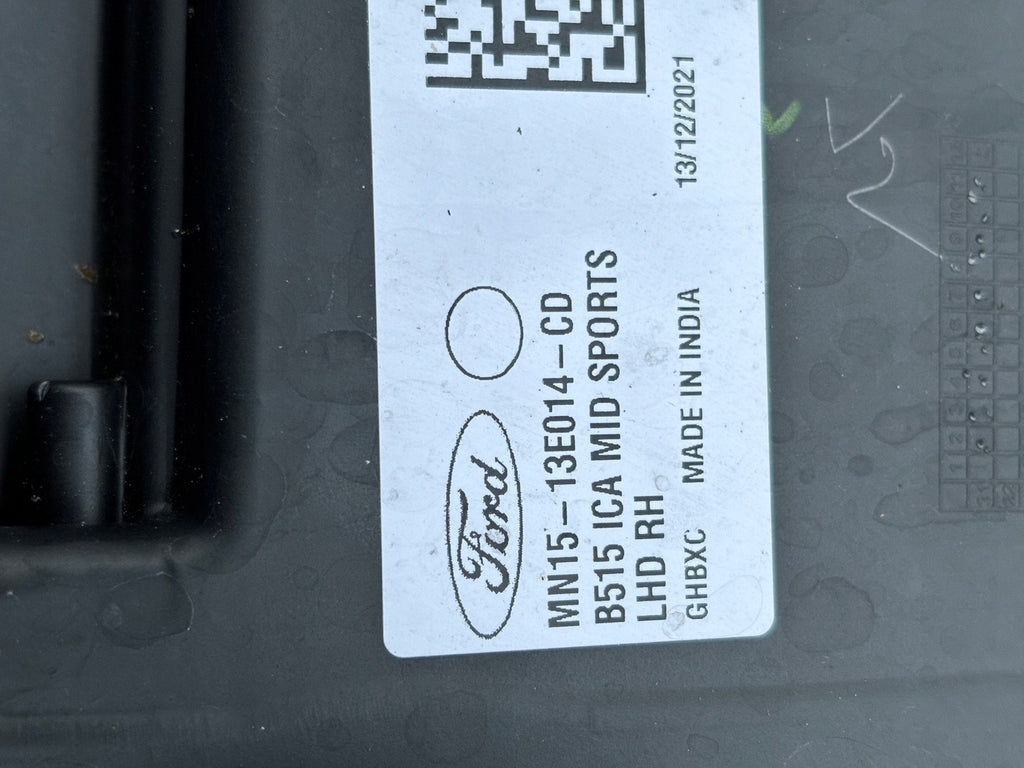 Ford
MN15-13E014-CD
B515 ICA MID SPORTS
LHD RH
GHBXC MADE IN INDIA 13/12/2021